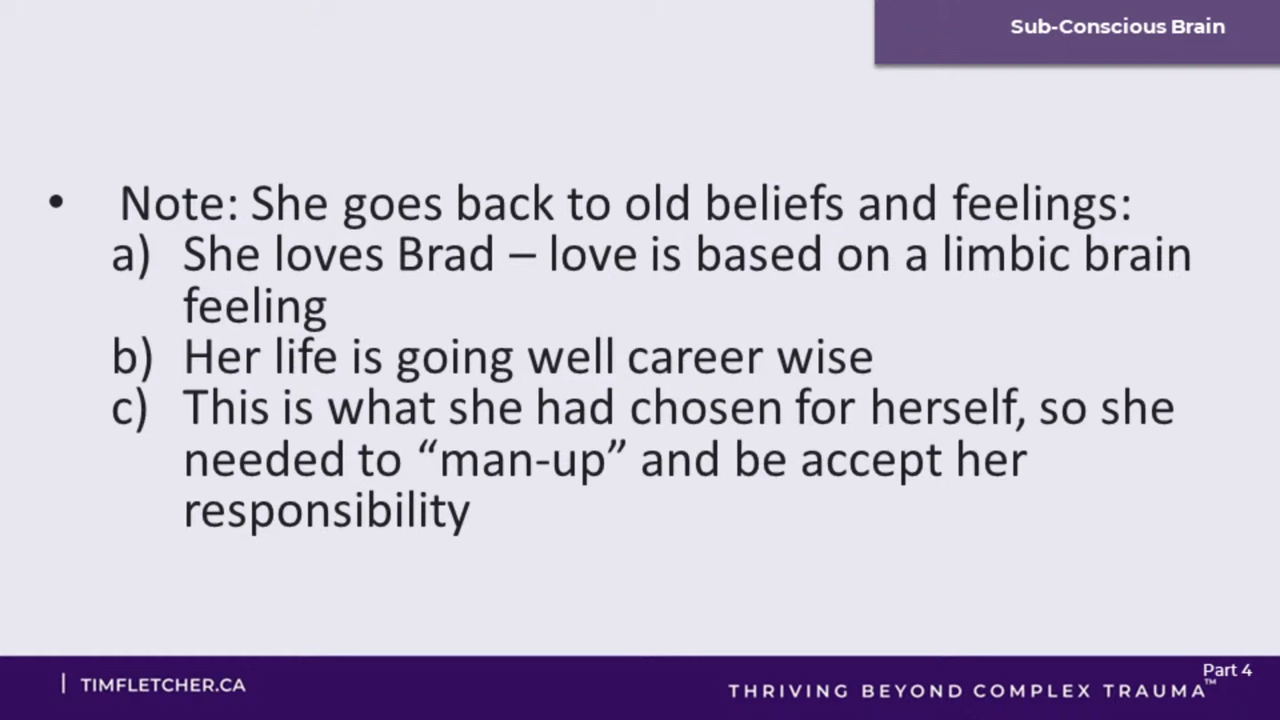 Sub-Conscious Brain
• Note: She goes back to old beliefs and feelings:
a) She loves Brad – love is based on a limbic brain
feeling
b) Her life is going well career wise
c) This is what she had chosen for herself, so she
needed to “man-up” and be accept her
responsibility
Part 4
| TIMFLETCHER.CA
THRIVING BEYOND COMPLEX TRAUMA™